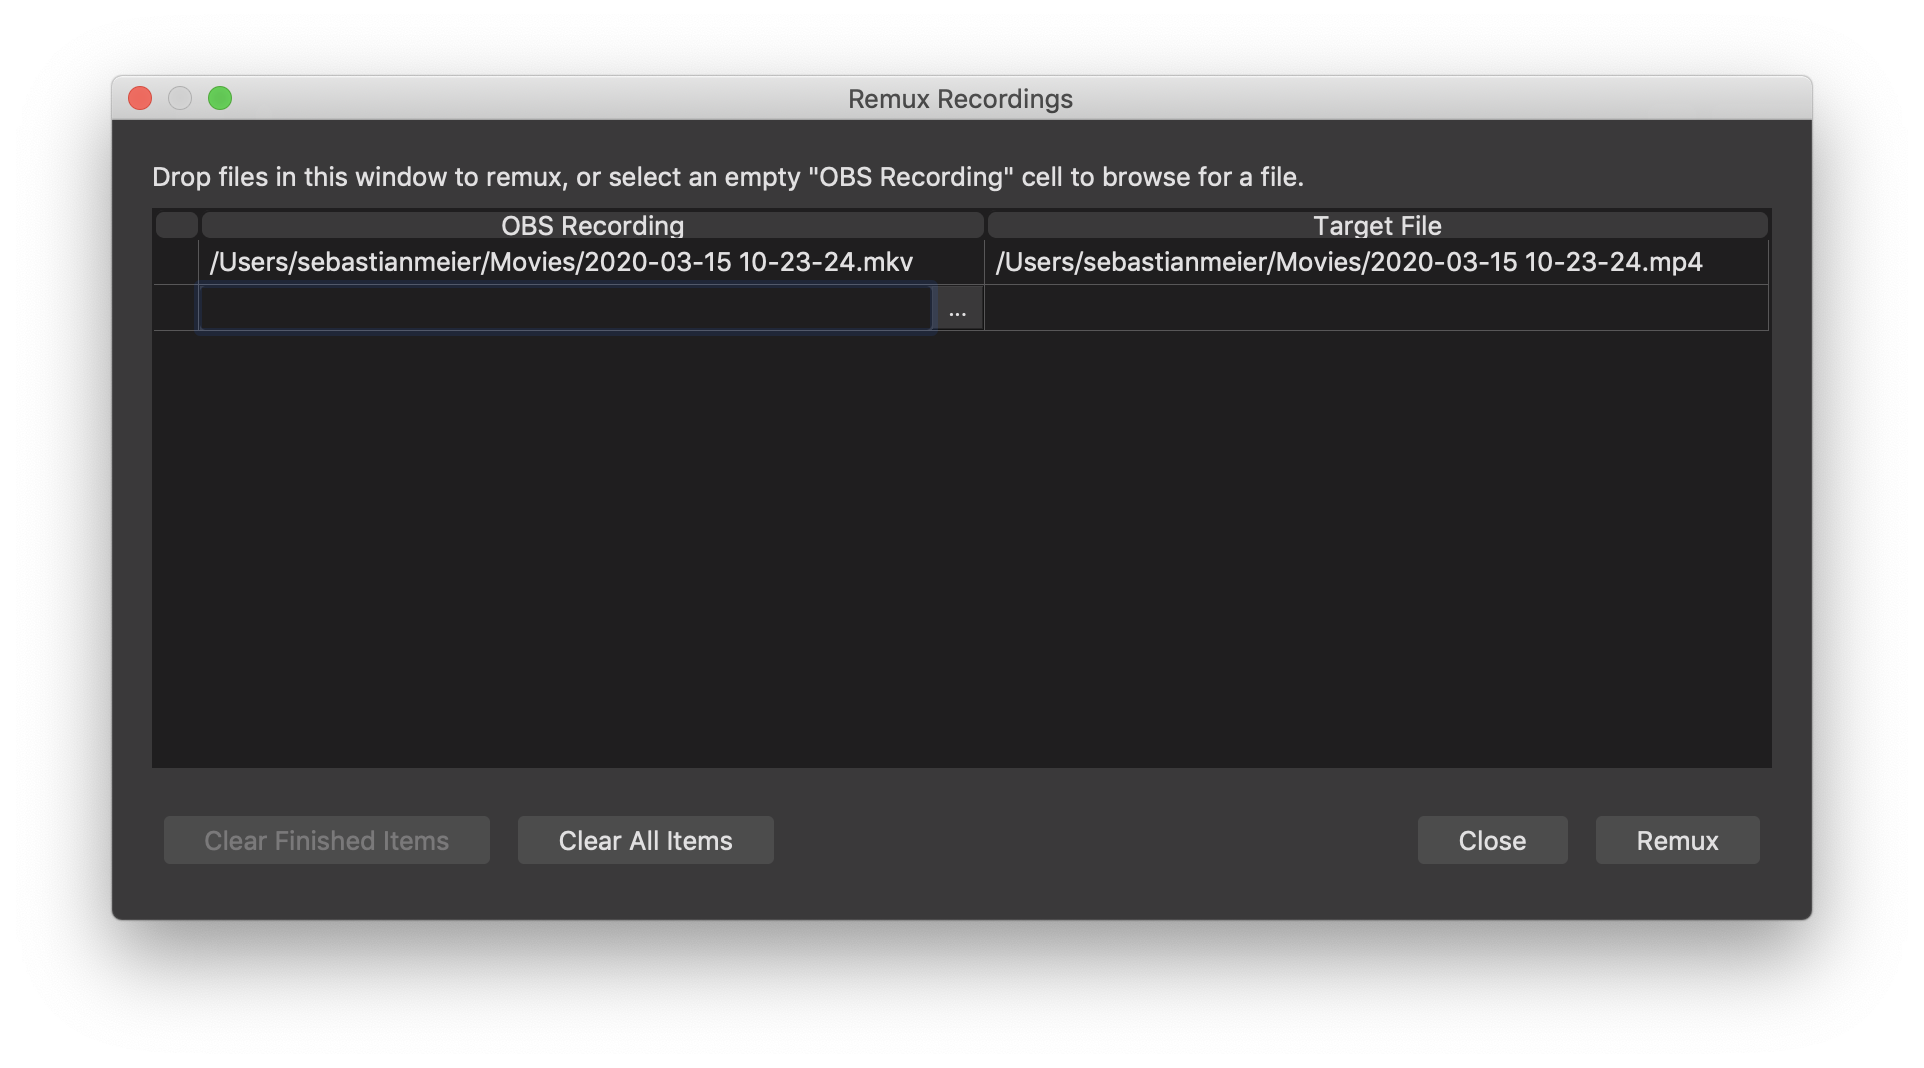 Remux Recordings
Drop files in this window to remux, or select an empty "OBS Recording" cell to browse for a file.
OBS Recording Target File
/Users/sebastianmeier/Movies/2020-03-15 10-23-24.mkv /Users/sebastianmeier/Movies/2020-03-15 10-23-24.mp4
...
Clear Finished Items Clear All Items Close Remux